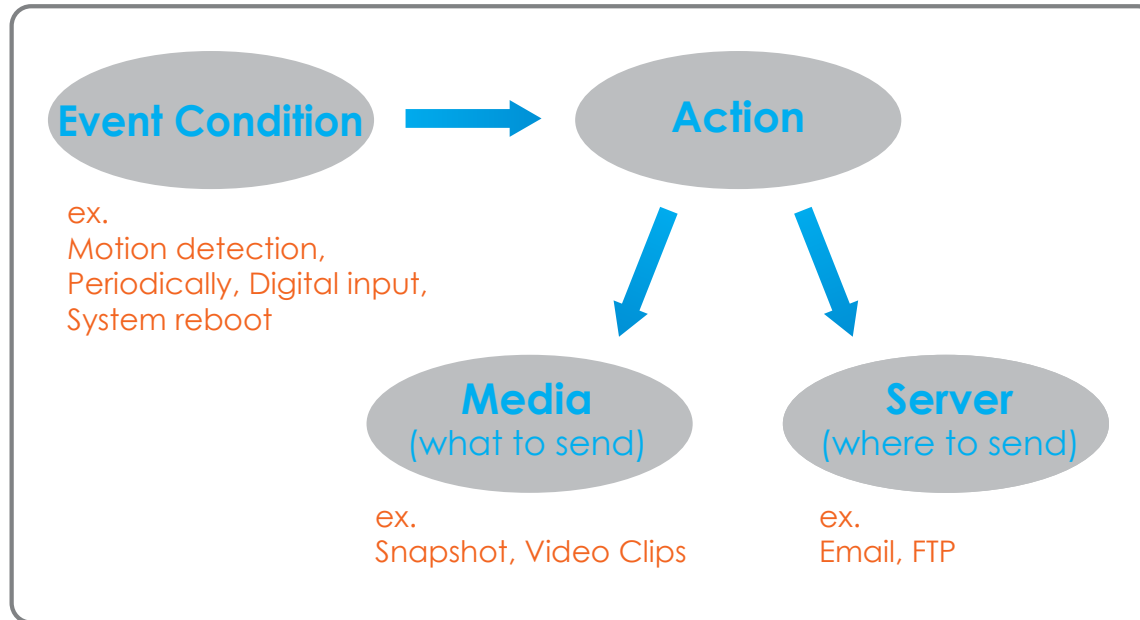 Event Condition
Action
ex.
Motion detection,
Periodically, Digital input,
System reboot
Media
(what to send)
Server
(where to send)
ex.
Snapshot, Video Clips
ex.
Email, FTP